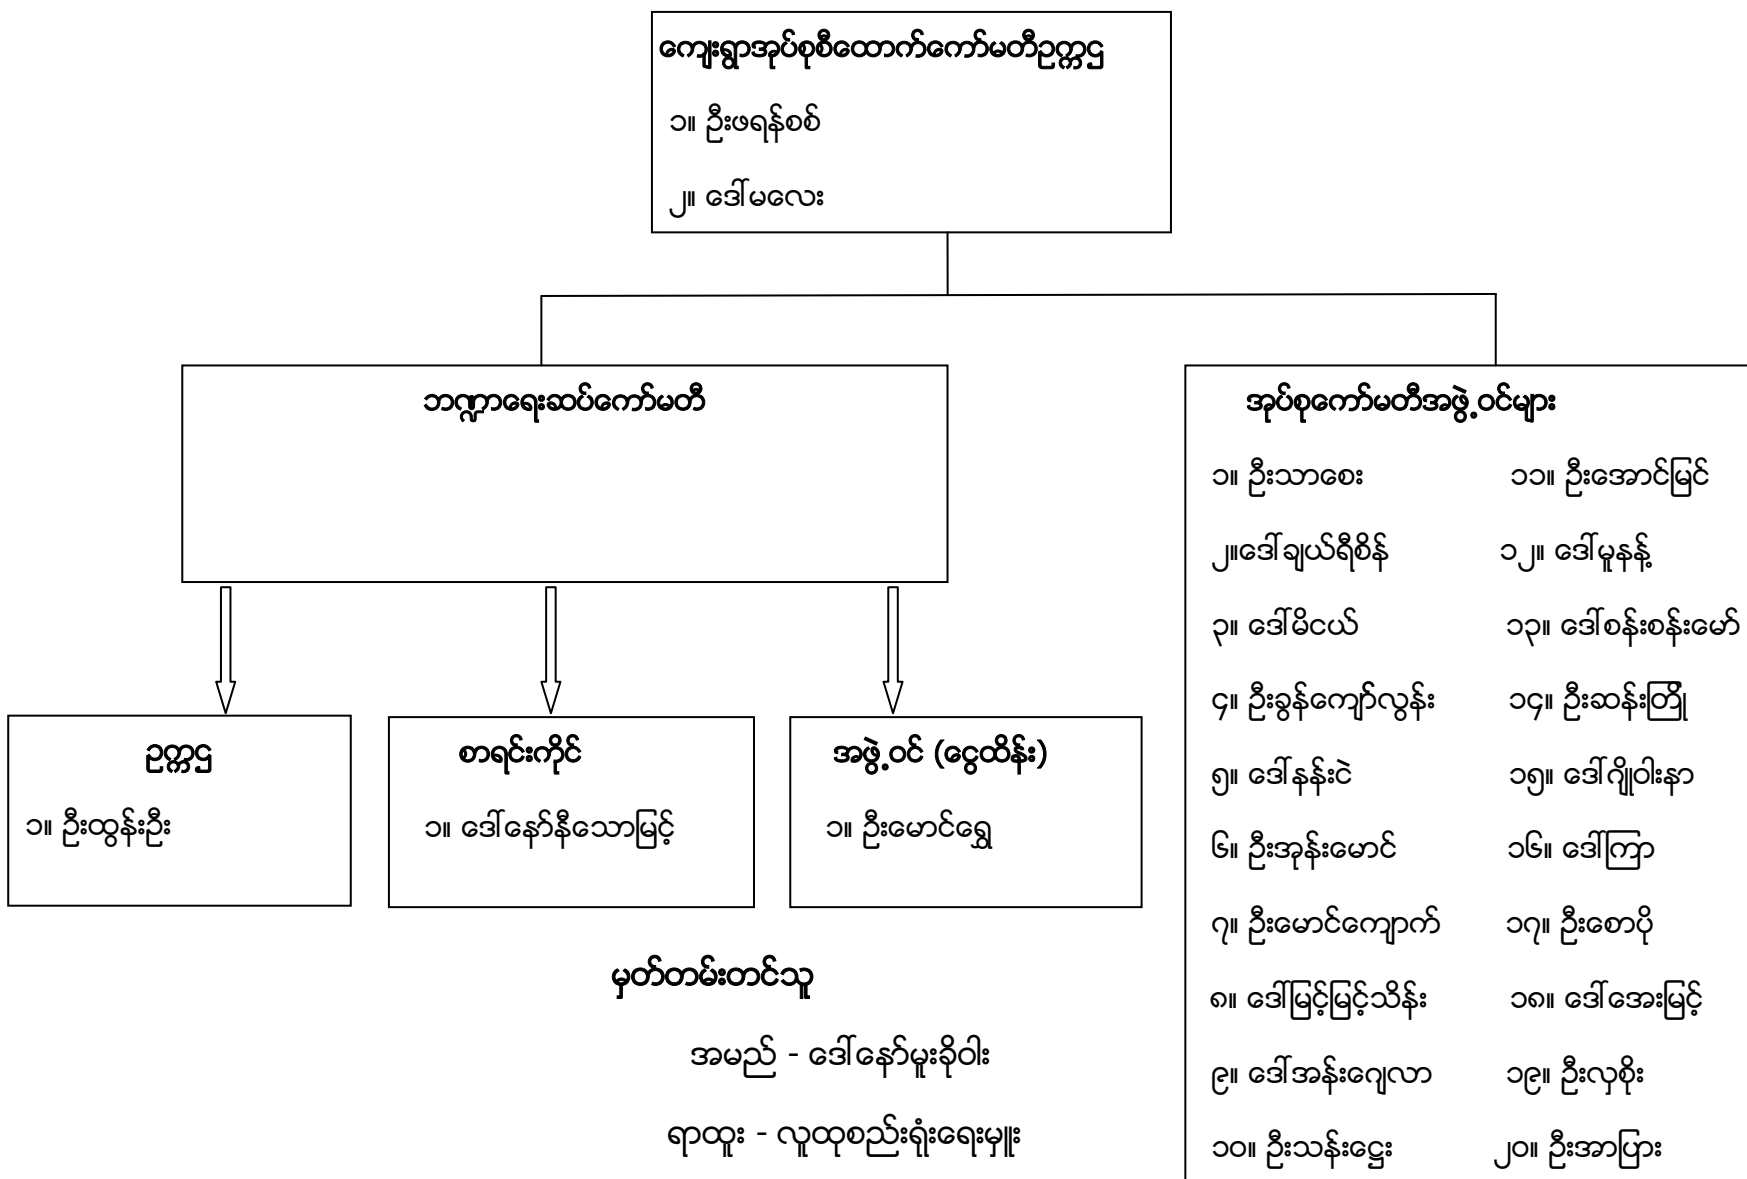 ကျေးရွာအုပ်စုစီထောက်ကော်မတီဥက္ကဌ
၁။ ဦးဖရန်စစ်
၂။ ဒေါ်မလေး
ဘဏ္ဍာရေးဆပ်ကော်မတီ
ဥက္ကဌ
၁။ ဦးထွန်းဦး
စာရင်းကိုင်
၁။ ဒေါ်နော်နီသောမြင့်
အဖွဲ့ဝင် (ငွေထိန်း)
၁။ ဦးမောင်ရွှေ
မှတ်တမ်းတင်သူ
အမည် - ဒေါ်နော်မူးခိုဝါး
ရာထူး - လူထုစည်းရုံးရေးမှူး
အုပ်စုကော်မတီအဖွဲ့ဝင်များ
၁။ ဦးသာစေး ၁၁။ ဦးအောင်မြင်
၂။ဒေါ်ချယ်ရီစိန် ၁၂။ ဒေါ်မူနန့်
၃။ ဒေါ်မိငယ် ၁၃။ ဒေါ်စန်းစန်းမော်
၄။ ဦးခွန်ကျော်လွန်း ၁၄။ ဦးဆန်းတြို
၅။ ဒေါ်နန်းငဲ ၁၅။ ဒေါ်ဂျိုဝါးနာ
၆။ ဦးအုန်းမောင် ၁၆။ ဒေါ်ကြာ
၇။ ဦးမောင်ကျောက် ၁၇။ ဦးစောပို
၈။ ဒေါ်မြင့်မြင့်သိန်း ၁၈။ ဒေါ်အေးမြင့်
၉။ ဒေါ်အန်းဂျေလာ ၁၉။ ဦးလှစိုး
၁၀။ ဦးသန်းဌေး ၂၀။ ဦးအာပြား